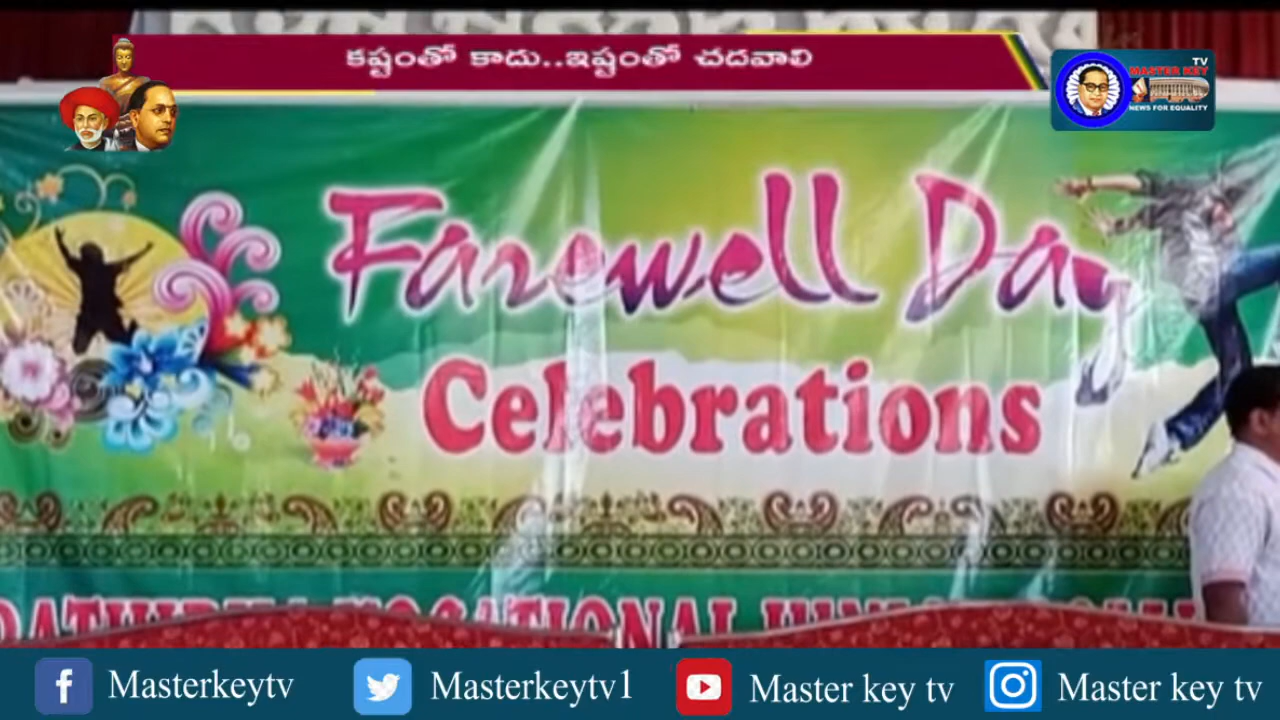 కష్టంతో కాదు..ఇష్టంతో చదవాలి
TV
MASTER KEY
NEWS FOR EQUALITY
Farewell Day
Celebrations
VOCATIONAL
Masterkeytv
Masterkeytv1
Master key tv
Master key tv